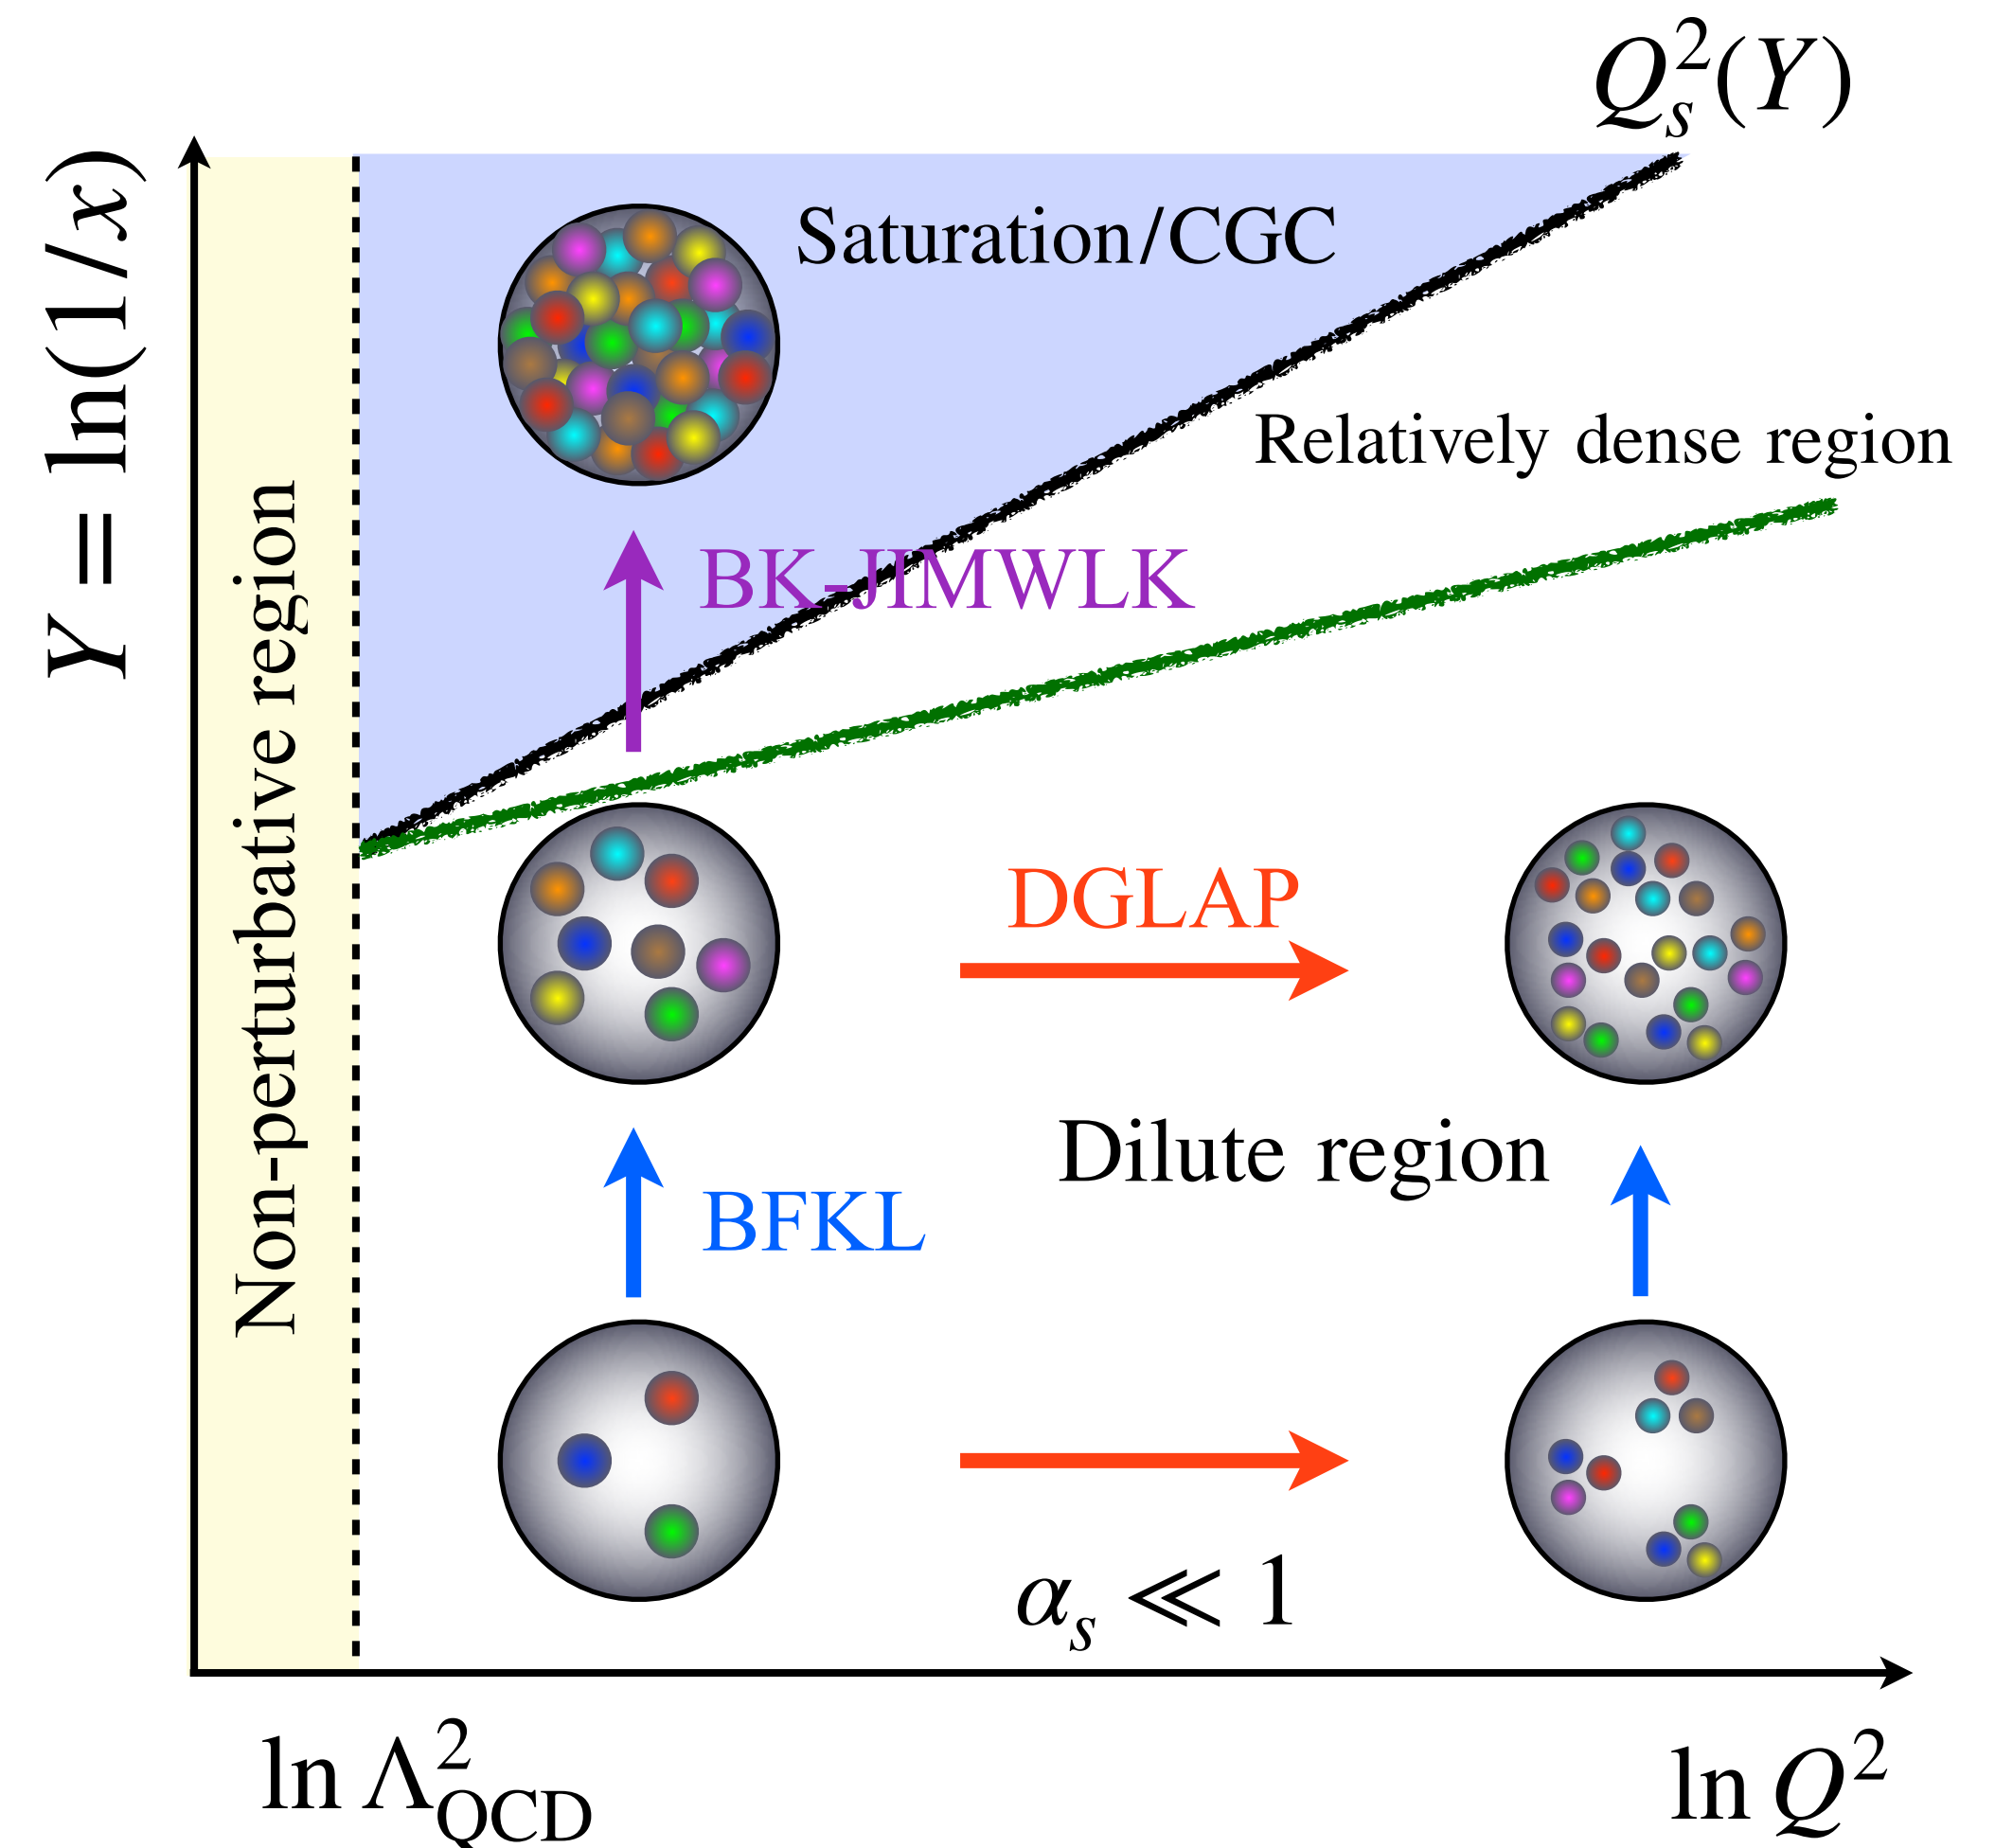 Q_s^2(Y)
Y = ln(1/x)
Saturation/CGC
Relatively dense region
Non-perturbative region
BK-JIMWLK
DGLAP
Dilute region
BFKL
α_s ≪ 1
ln Λ_QCD^2
ln Q^2